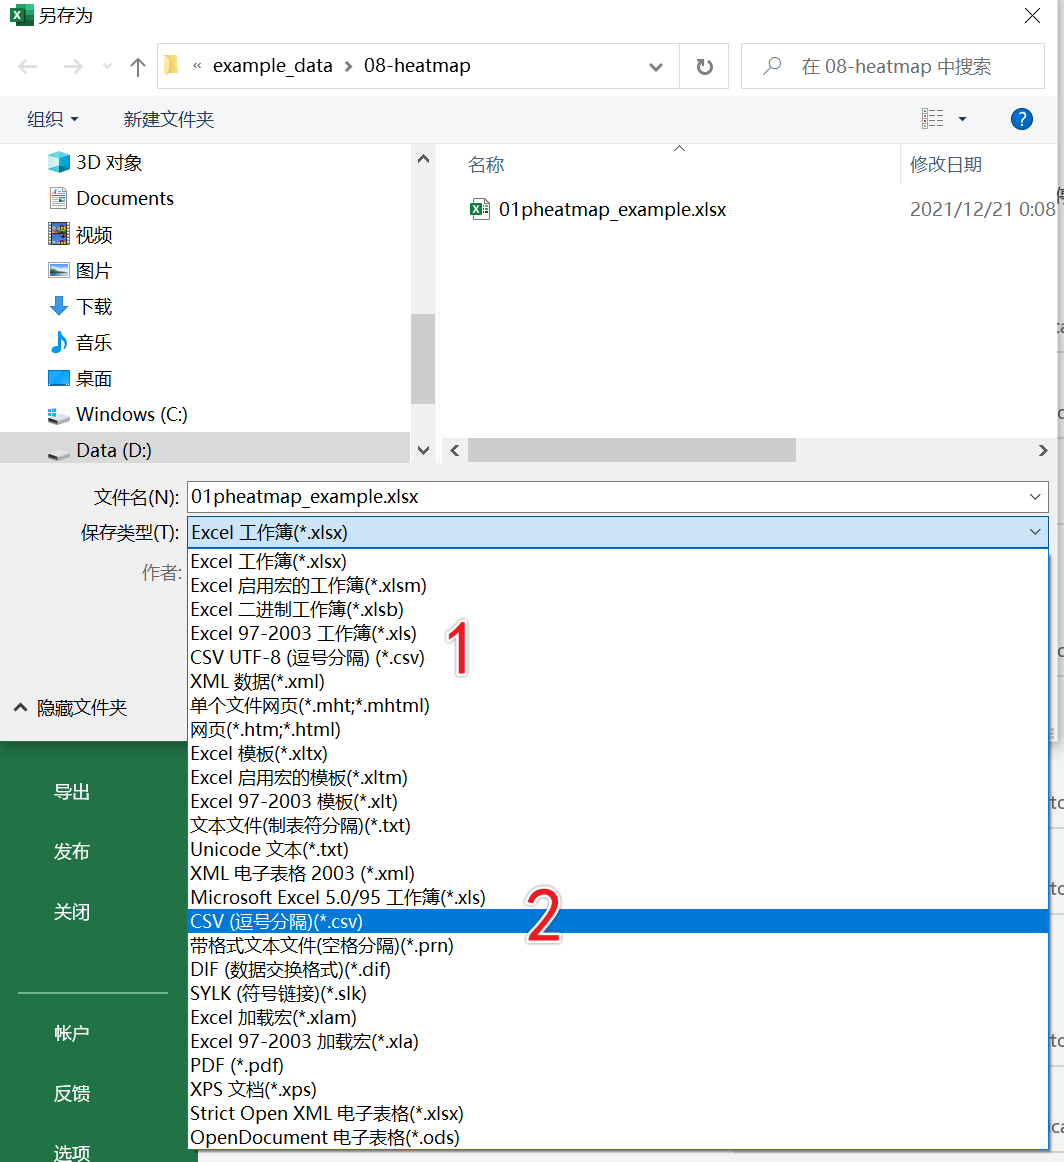 另存为
« example_data › 08-heatmap
在 08-heatmap 中搜索
组织
新建文件夹
?
3D 对象
Documents
视频
图片
下载
音乐
桌面
Windows (C:)
Data (D:)
名称
修改日期
01pheatmap_example.xlsx
2021/12/21 0:08
文件名(N):
01pheatmap_example.xlsx
保存类型(T):
Excel 工作簿(*.xlsx)
作者:
Excel 工作簿(*.xlsx)
Excel 启用宏的工作簿(*.xlsm)
Excel 二进制工作簿(*.xlsb)
Excel 97-2003 工作簿(*.xls)
CSV UTF-8 (逗号分隔) (*.csv)
1
XML 数据(*.xml)
单个文件网页(*.mht;*.mhtml)
网页(*.htm;*.html)
Excel 模板(*.xltx)
Excel 启用宏的模板(*.xltm)
Excel 97-2003 模板(*.xlt)
文本文件(制表符分隔)(*.txt)
Unicode 文本(*.txt)
XML 电子表格 2003 (*.xml)
Microsoft Excel 5.0/95 工作簿(*.xls)
CSV (逗号分隔)(*.csv)
2
带格式文本文件(空格分隔)(*.prn)
DIF (数据交换格式)(*.dif)
SYLK (符号链接)(*.slk)
Excel 加载宏(*.xlam)
Excel 97-2003 加载宏(*.xla)
PDF (*.pdf)
XPS 文档(*.xps)
Strict Open XML 电子表格(*.xlsx)
OpenDocument 电子表格(*.ods)
隐藏文件夹
导出
发布
关闭
帐户
反馈
选项